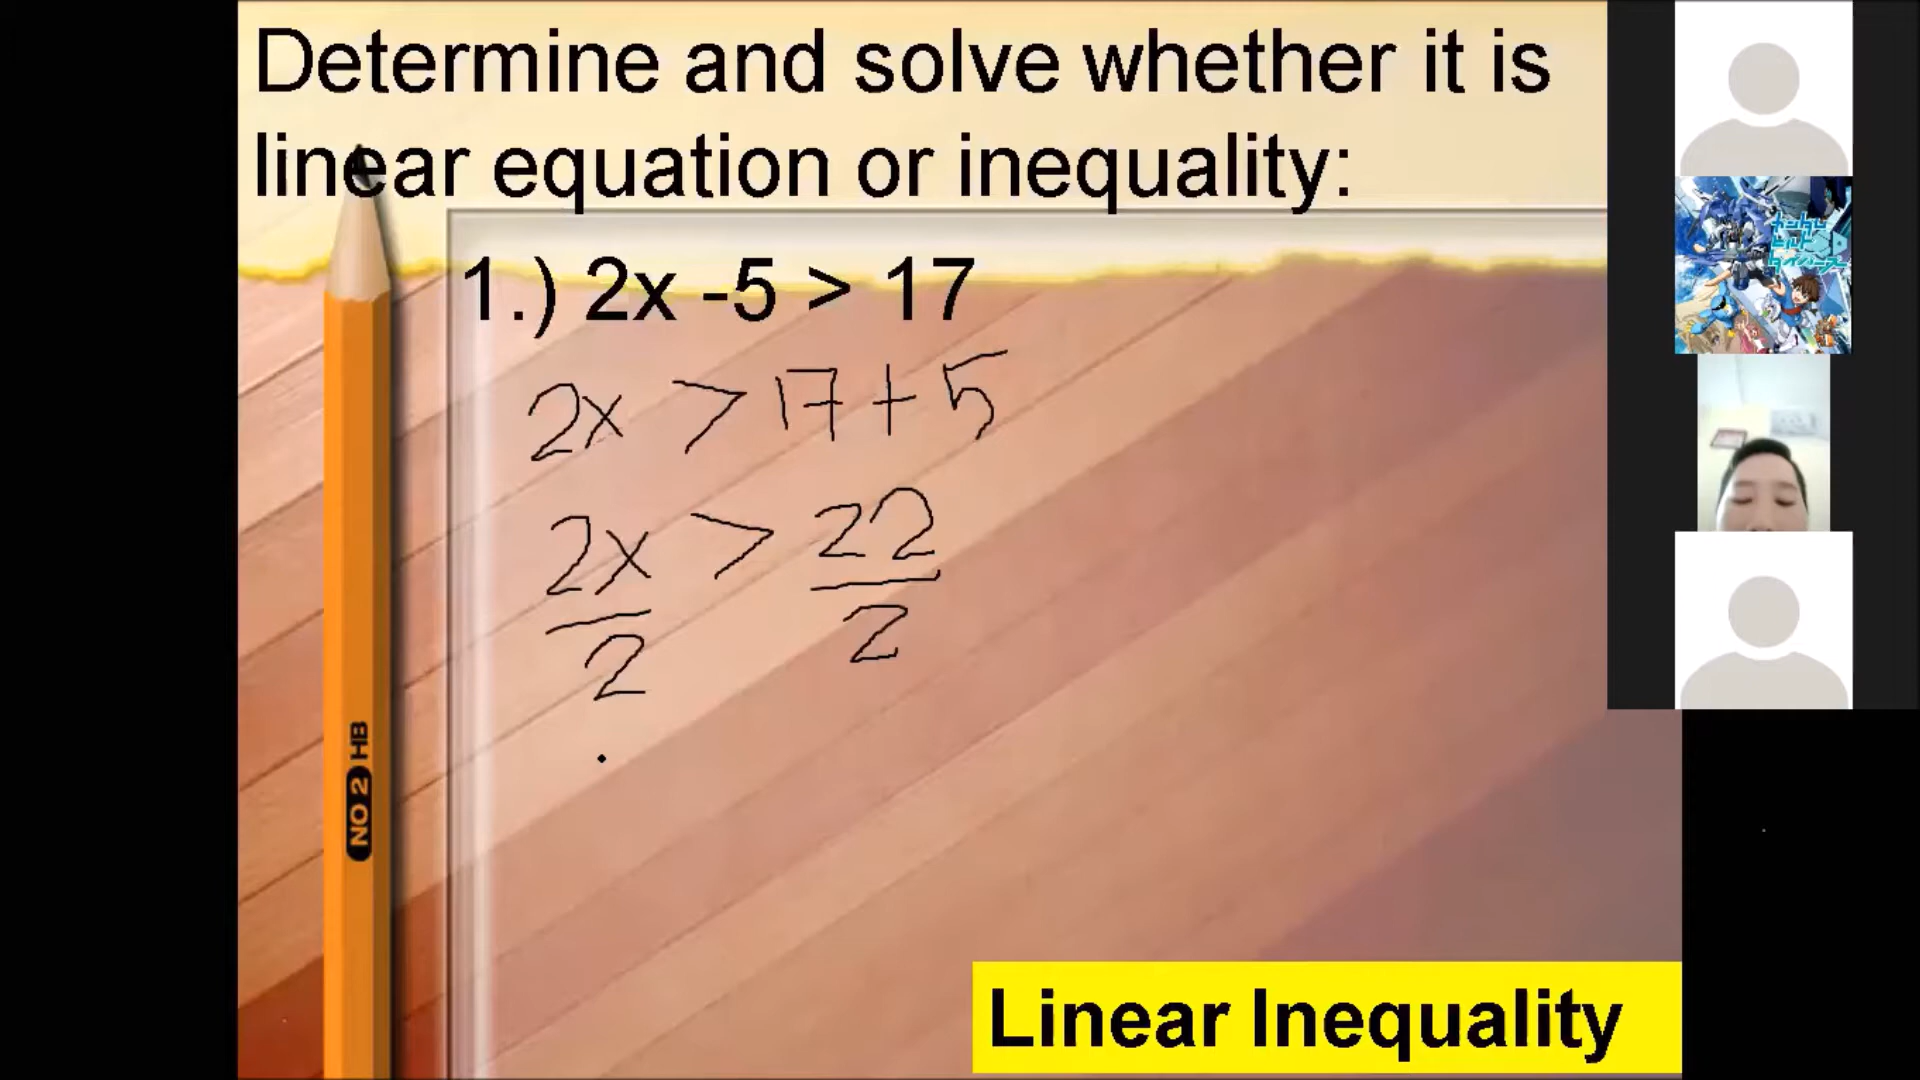 Determine and solve whether it is
linear equation or inequality:
1.) 2x -5 > 17
2x > 17 + 5
2x > 22
2 2
NO 2 HB
Linear Inequality